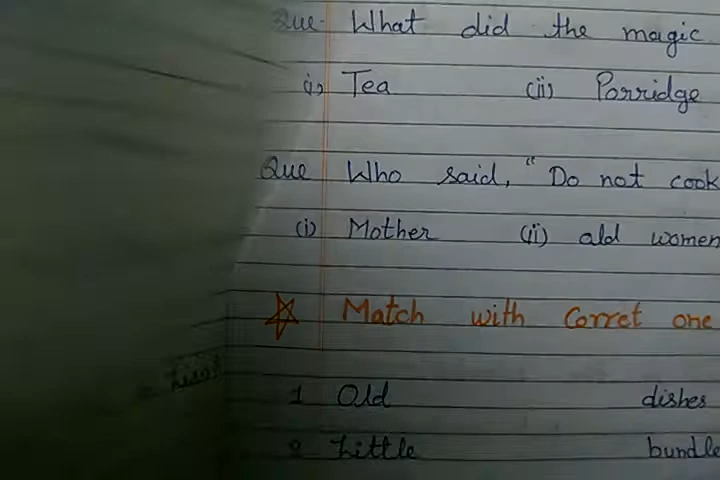 Que. What did the magic
i) Tea (ii) Porridge
Que Who said, "Do not cook
(i) Mother (ii) old women
☆ Match with Corret one
1 Old dishes
2 Little bundle